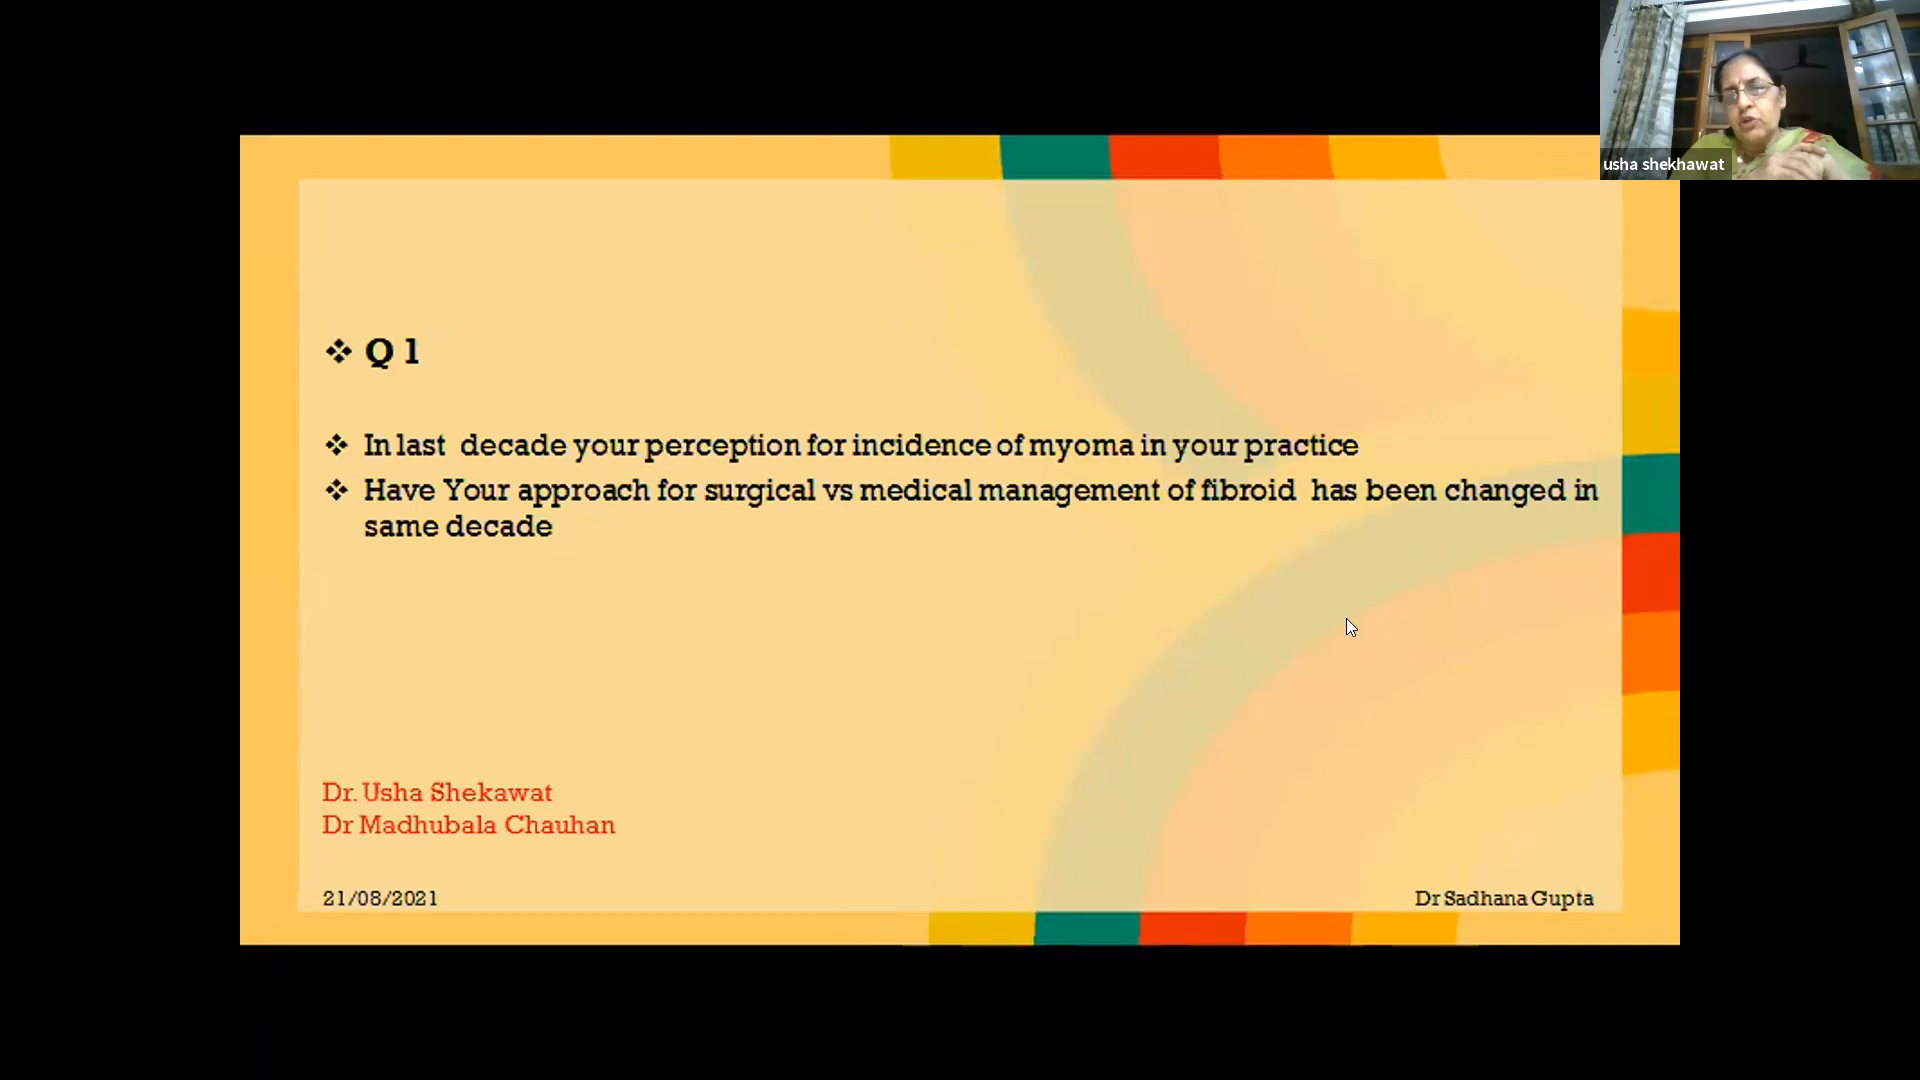 usha shekhawat
❖ Q 1
❖ In last decade your perception for incidence of myoma in your practice
❖ Have Your approach for surgical vs medical management of fibroid has been changed in
same decade
Dr. Usha Shekawat
Dr Madhubala Chauhan
21/08/2021
Dr Sadhana Gupta